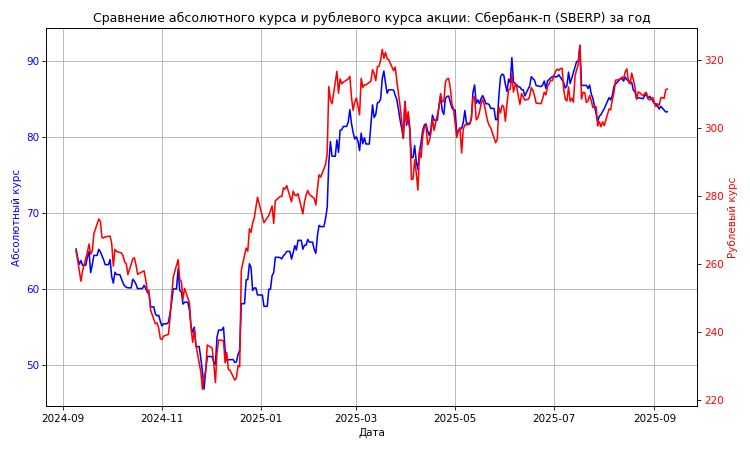 Сравнение абсолютного курса и рублевого курса акции: Сбербанк-п (SBERP) за год
Абсолютный курс
90
80
70
60
50
320
300
280
260
240
220
Рублевый курс
2024-09 2024-11 2025-01 2025-03 2025-05 2025-07 2025-09
Дата